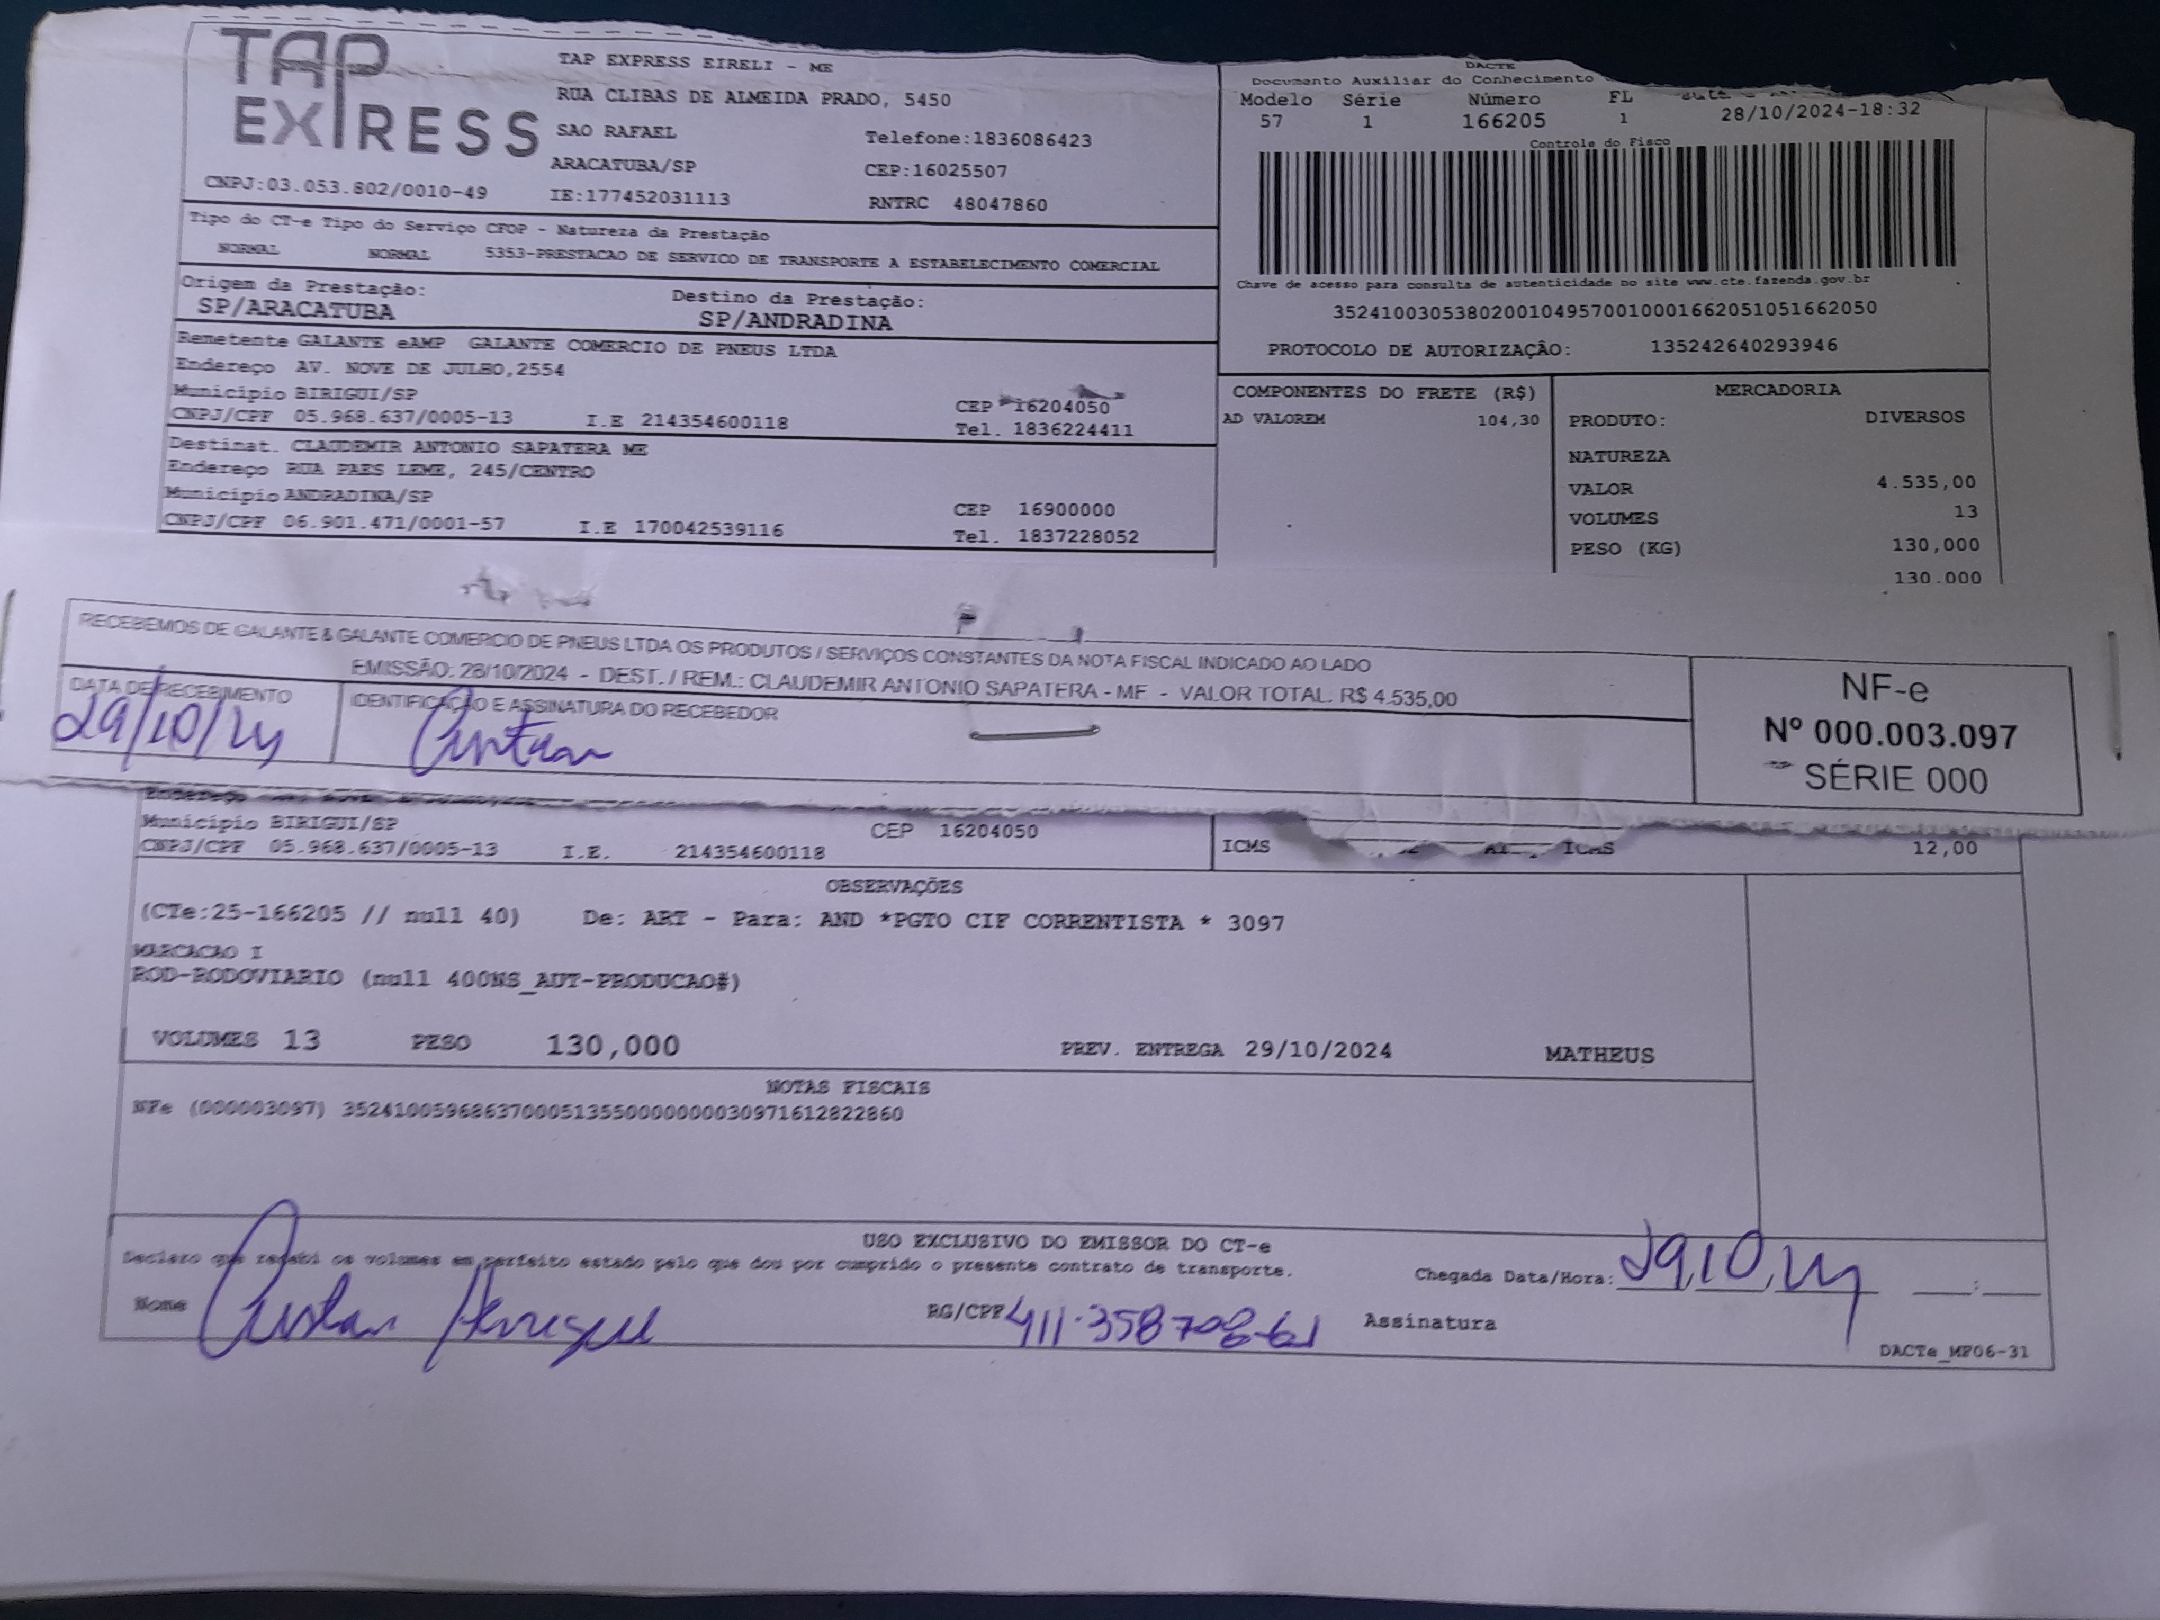 TAP EXPRESS
TAP EXPRESS EIRELI - ME
RUA CLIBAS DE ALMEIDA PRADO, 5450
SAO RAFAEL Telefone:1836086423
ARACATUBA/SP CEP:16025507
CNPJ:03.053.802/0010-49 IE:177452031113 RNTRC 48047860
Tipo do CT-e Tipo do Serviço CFOP - Natureza da Prestação
NORMAL NORMAL 5353-PRESTACAO DE SERVICO DE TRANSPORTE A ESTABELECIMENTO COMERCIAL
Origem da Prestação: Destino da Prestação:
SP/ARACATUBA SP/ANDRADINA
Remetente GALANTE eAMP GALANTE COMERCIO DE PNEUS LTDA
Endereço AV. NOVE DE JULHO,2554
Município BIRIGUI/SP CEP 16204050
CNPJ/CPF 05.968.637/0005-13 I.E 214354600118 Tel. 1836224411
Destinat. CLAUDEMIR ANTONIO SAPATERA ME
Endereço RUA PAES LEME, 245/CENTRO
Município ANDRADINA/SP CEP 16900000
CNPJ/CPF 06.901.471/0001-57 I.E 170042539116 Tel. 1837228052
DACTE
Documento Auxiliar do Conhecimento
Modelo Série Número FL
57 1 166205 1 28/10/2024-18:32
Controle do Fisco
Chave de acesso para consulta de autenticidade no site www.cte.fazenda.gov.br
35241003053802001049570010001662051051662050
PROTOCOLO DE AUTORIZAÇÃO: 135242640293946
COMPONENTES DO FRETE (R$)
AD VALOREM 104,30
MERCADORIA
PRODUTO: DIVERSOS
NATUREZA
VALOR 4.535,00
VOLUMES 13
PESO (KG) 130,000
130.000
RECEBEMOS DE GALANTE & GALANTE COMERCIO DE PNEUS LTDA OS PRODUTOS / SERVIÇOS CONSTANTES DA NOTA FISCAL INDICADO AO LADO
EMISSÃO: 28/10/2024 - DEST. / REM.: CLAUDEMIR ANTONIO SAPATERA - MF - VALOR TOTAL: R$ 4.535,00
DATA DE RECEBIMENTO IDENTIFICAÇÃO E ASSINATURA DO RECEBEDOR
29/10/24
NF-e
Nº 000.003.097
SÉRIE 000
Endereço
Município BIRIGUI/SP CEP 16204050
CNPJ/CPF 05.968.637/0005-13 I.E. 214354600118
ICMS ICMS 12,00
OBSERVAÇÕES
(CTe:25-166205 // null 40) De: ART - Para: AND *PGTO CIF CORRENTISTA * 3097
MARCACAO I
ROD-RODOVIARIO (null 400NS_AUT-PRODUCAO#)
VOLUMES 13 PESO 130,000 PREV. ENTREGA 29/10/2024 MATHEUS
NOTAS FISCAIS
NFe (000003097) 35241005968637000513550000000030971612822860
USO EXCLUSIVO DO EMISSOR DO CT-e
Declaro que recebi os volumes em perfeito estado pelo que dou por cumprido o presente contrato de transporte.
Chegada Data/Hora: 29,10,24 :
Nome Henrique RG/CPF 411.358708-61 Assinatura
DACTe_MF06-31